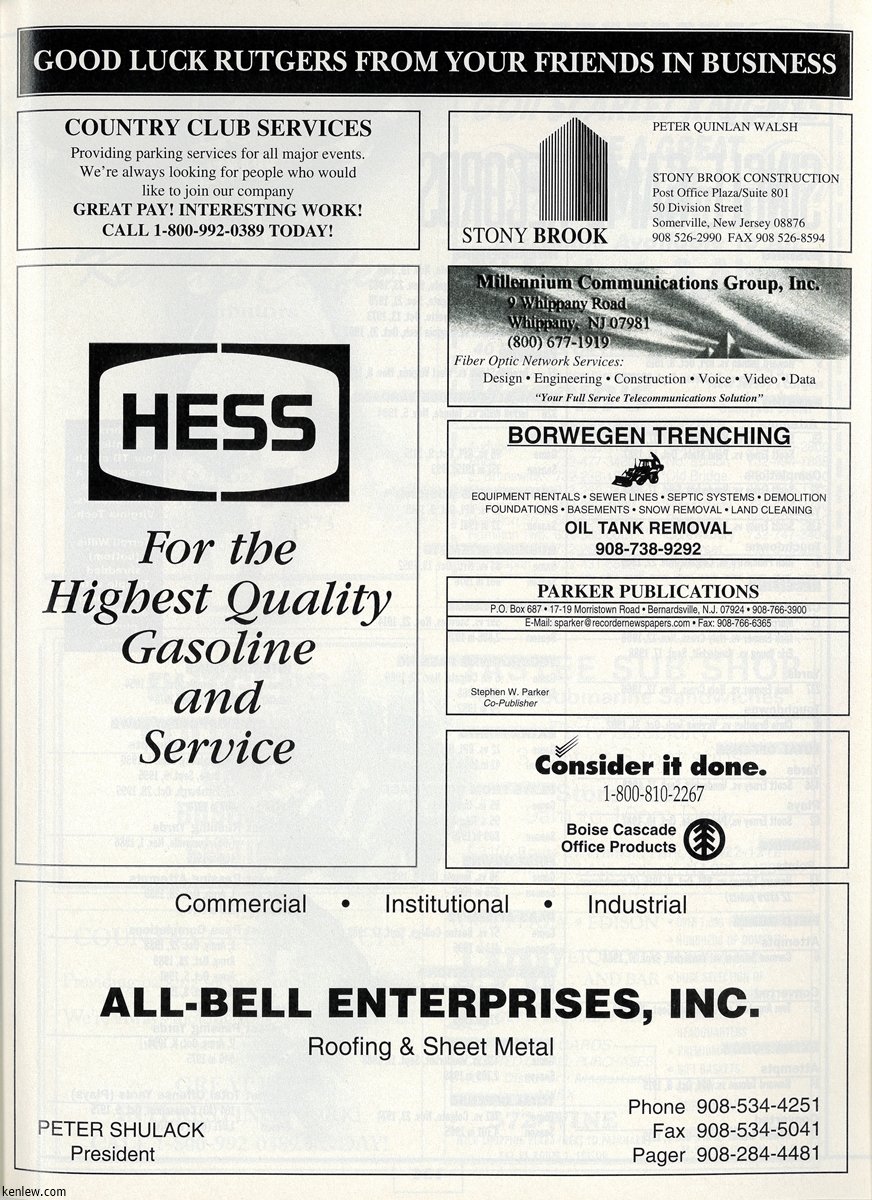 GOOD LUCK RUTGERS FROM YOUR FRIENDS IN BUSINESS
COUNTRY CLUB SERVICES
Providing parking services for all major events.
We're always looking for people who would
like to join our company
GREAT PAY! INTERESTING WORK!
CALL 1-800-992-0389 TODAY!
STONY BROOK
PETER QUINLAN WALSH
STONY BROOK CONSTRUCTION
Post Office Plaza/Suite 801
50 Division Street
Somerville, New Jersey 08876
908 526-2990 FAX 908 526-8594
HESS
For the
Highest Quality
Gasoline
and
Service
Millennium Communications Group, Inc.
9 Whippany Road
Whippany, NJ 07981
(800) 677-1919
Fiber Optic Network Services:
Design • Engineering • Construction • Voice • Video • Data
"Your Full Service Telecommunications Solution"
BORWEGEN TRENCHING
EQUIPMENT RENTALS • SEWER LINES • SEPTIC SYSTEMS • DEMOLITION
FOUNDATIONS • BASEMENTS • SNOW REMOVAL • LAND CLEANING
OIL TANK REMOVAL
908-738-9292
PARKER PUBLICATIONS
P.O. Box 687 • 17-19 Morristown Road • Bernardsville, N.J. 07924 • 908-766-3900
E-Mail: sparker@recordernewspapers.com • Fax: 908-766-6365
Stephen W. Parker
Co-Publisher
Consider it done.
1-800-810-2267
Boise Cascade
Office Products
Commercial • Institutional • Industrial
ALL-BELL ENTERPRISES, INC.
Roofing & Sheet Metal
PETER SHULACK
President
Phone 908-534-4251
Fax 908-534-5041
Pager 908-284-4481
kenlew.com